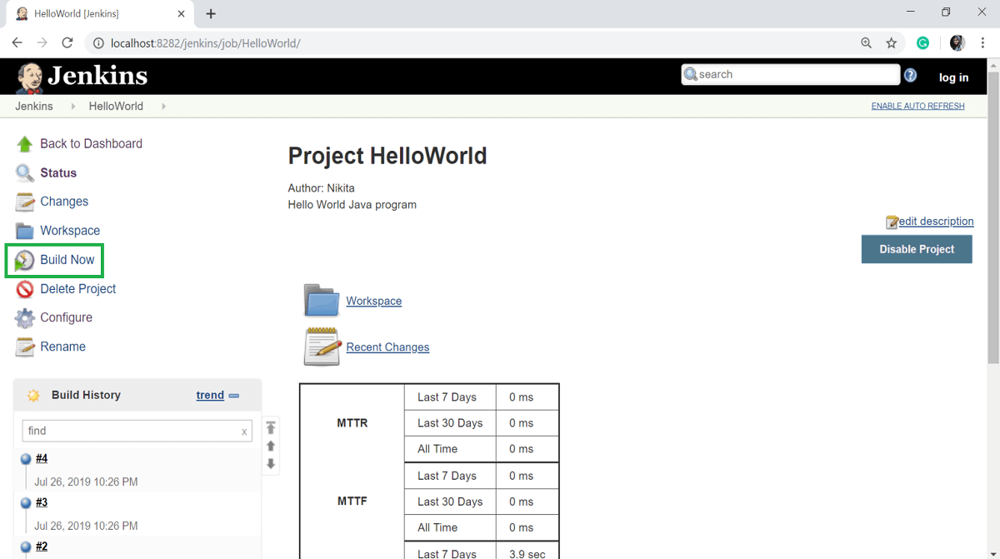 HelloWorld [Jenkins]
localhost:8282/jenkins/job/HelloWorld/
Jenkins
search
log in
Jenkins
HelloWorld
ENABLE AUTO REFRESH
Back to Dashboard
Status
Changes
Workspace
Build Now
Delete Project
Configure
Rename
Build History
trend
find
x
#4
Jul 26, 2019 10:26 PM
#3
Jul 26, 2019 10:26 PM
#2
Project HelloWorld
Author: Nikita
Hello World Java program
edit description
Disable Project
Workspace
Recent Changes
MTTR
Last 7 Days 0 ms
Last 30 Days 0 ms
All Time 0 ms
MTTF
Last 7 Days 0 ms
Last 30 Days 0 ms
All Time 0 ms
Last 7 Days 3.9 sec